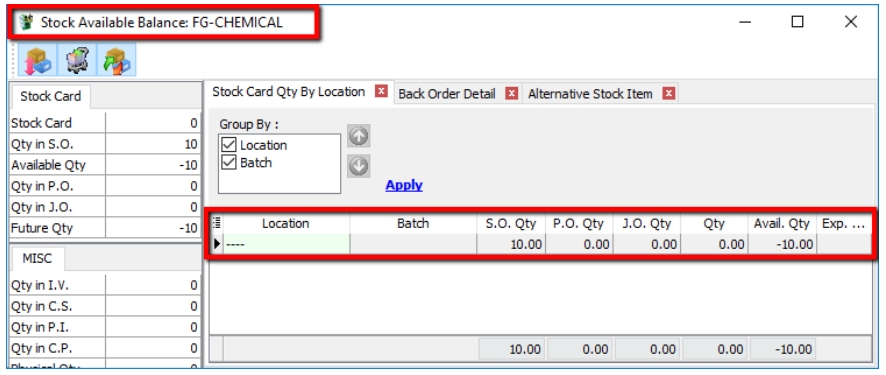 Stock Available Balance: FG-CHEMICAL
Stock Card
Stock Card 0
Qty in S.O. 10
Available Qty -10
Qty in P.O. 0
Qty in J.O. 0
Future Qty -10
MISC
Qty in I.V. 0
Qty in C.S. 0
Qty in P.I. 0
Qty in C.P. 0
Stock Card Qty By Location Back Order Detail Alternative Stock Item
Group By :
Location
Batch
Apply
Location Batch S.O. Qty P.O. Qty J.O. Qty Qty Avail. Qty Exp. ...
---- 10.00 0.00 0.00 0.00 -10.00
10.00 0.00 0.00 0.00 -10.00